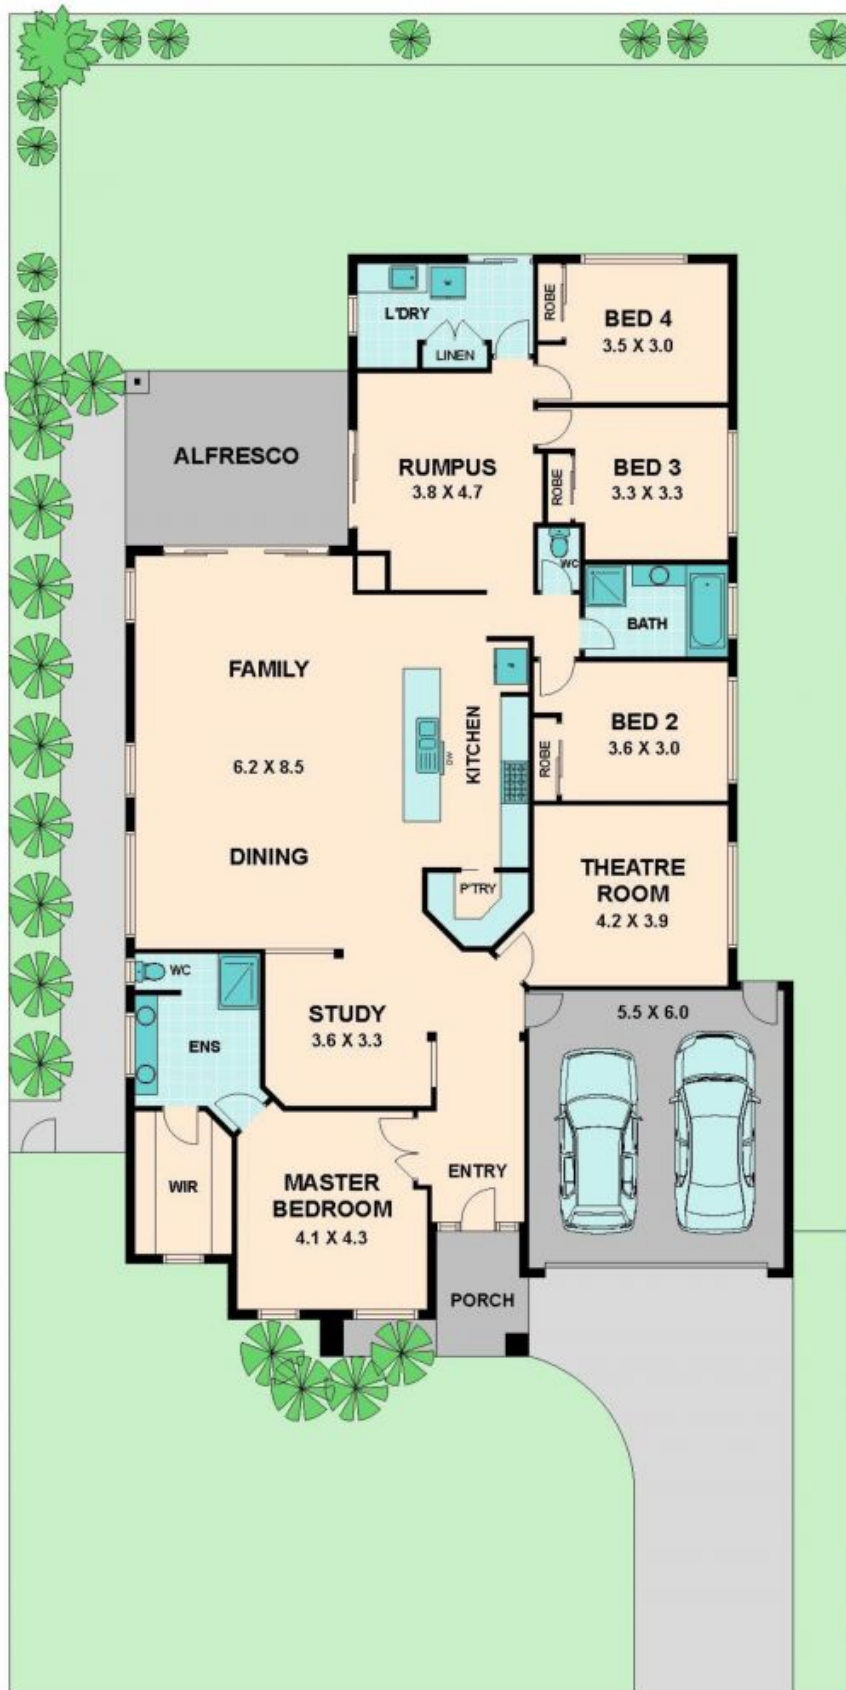 L'DRY
LINEN
ROBE
BED 4
3.5 X 3.0
ALFRESCO
RUMPUS
3.8 X 4.7
ROBE
BED 3
3.3 X 3.3
WC
BATH
FAMILY
6.2 X 8.5
DINING
KITCHEN
DW
ROBE
BED 2
3.6 X 3.0
P'TRY
THEATRE
ROOM
4.2 X 3.9
WC
ENS
STUDY
3.6 X 3.3
5.5 X 6.0
WIR
MASTER
BEDROOM
4.1 X 4.3
ENTRY
PORCH